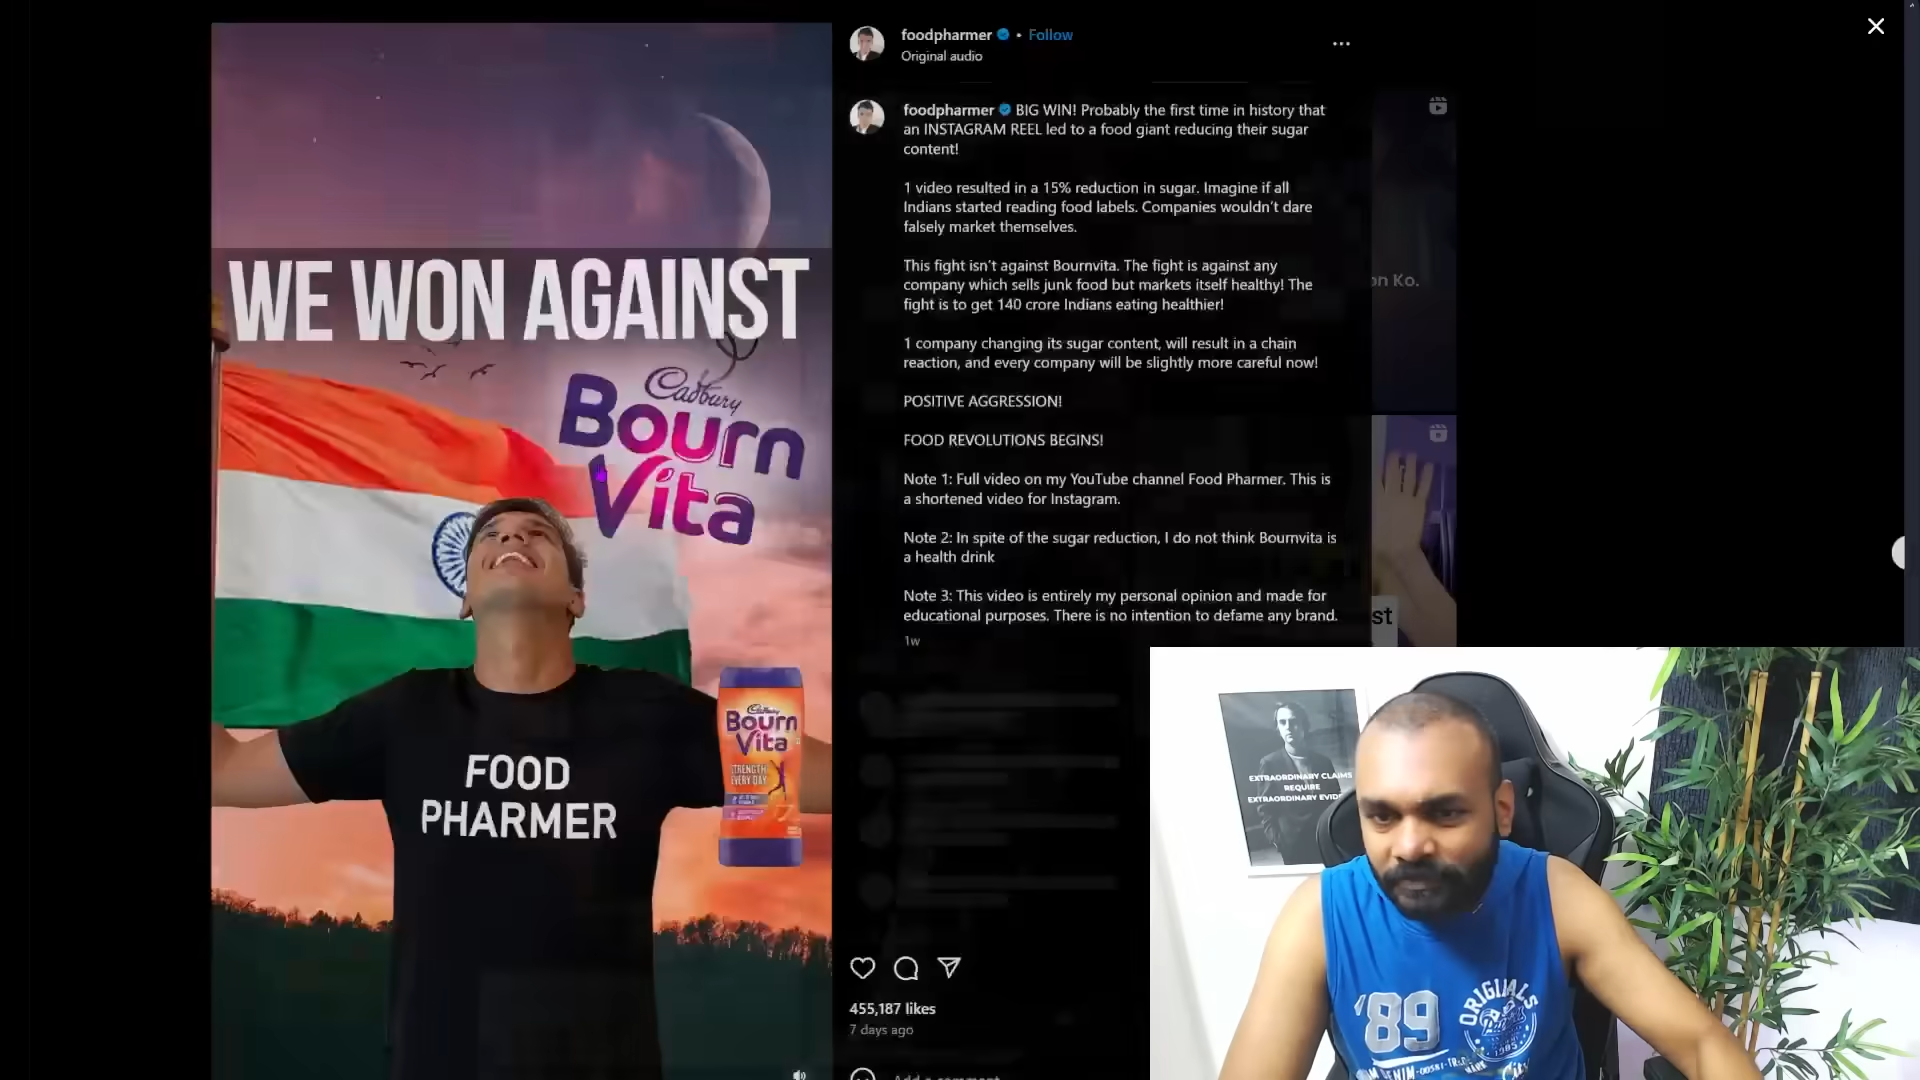 WE WON AGAINST
Cadbury
Bourn
Vita
FOOD
PHARMER
Cadbury
Bourn
Vita
STRENGTH
EVERY DAY
foodpharmer • Follow
Original audio
foodpharmer BIG WIN! Probably the first time in history that
an INSTAGRAM REEL led to a food giant reducing their sugar
content!
1 video resulted in a 15% reduction in sugar. Imagine if all
Indians started reading food labels. Companies wouldn't dare
falsely market themselves.
This fight isn't against Bournvita. The fight is against any
company which sells junk food but markets itself healthy! The
fight is to get 140 crore Indians eating healthier!
1 company changing its sugar content, will result in a chain
reaction, and every company will be slightly more careful now!
POSITIVE AGGRESSION!
FOOD REVOLUTIONS BEGINS!
Note 1: Full video on my YouTube channel Food Pharmer. This is
a shortened video for Instagram.
Note 2: In spite of the sugar reduction, I do not think Bournvita is
a health drink
Note 3: This video is entirely my personal opinion and made for
educational purposes. There is no intention to defame any brand.
1w
455,187 likes
7 days ago
Add a comment
on Ko.
st
EXTRAORDINARY CLAIMS
REQUIRE
EXTRAORDINARY
'89
ORIGINALS
1985